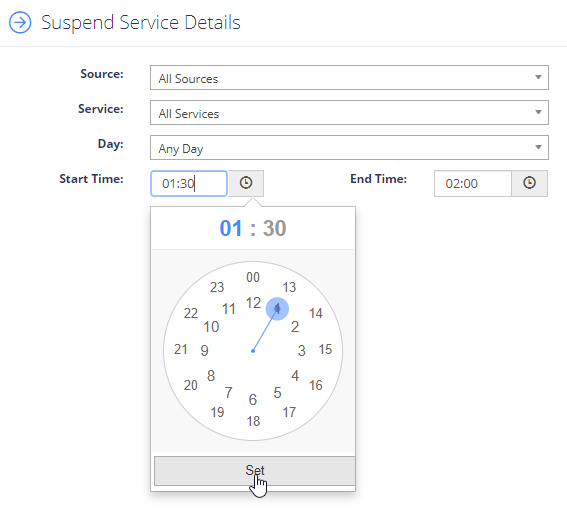 Suspend Service Details
Source: All Sources
Service: All Services
Day: Any Day
Start Time: 01:30 End Time: 02:00
01 : 30
00
23 13
12
22 11 1 14
10 2
21 9 3 15
8 4
20 7 5 16
6
19 17
18
Set